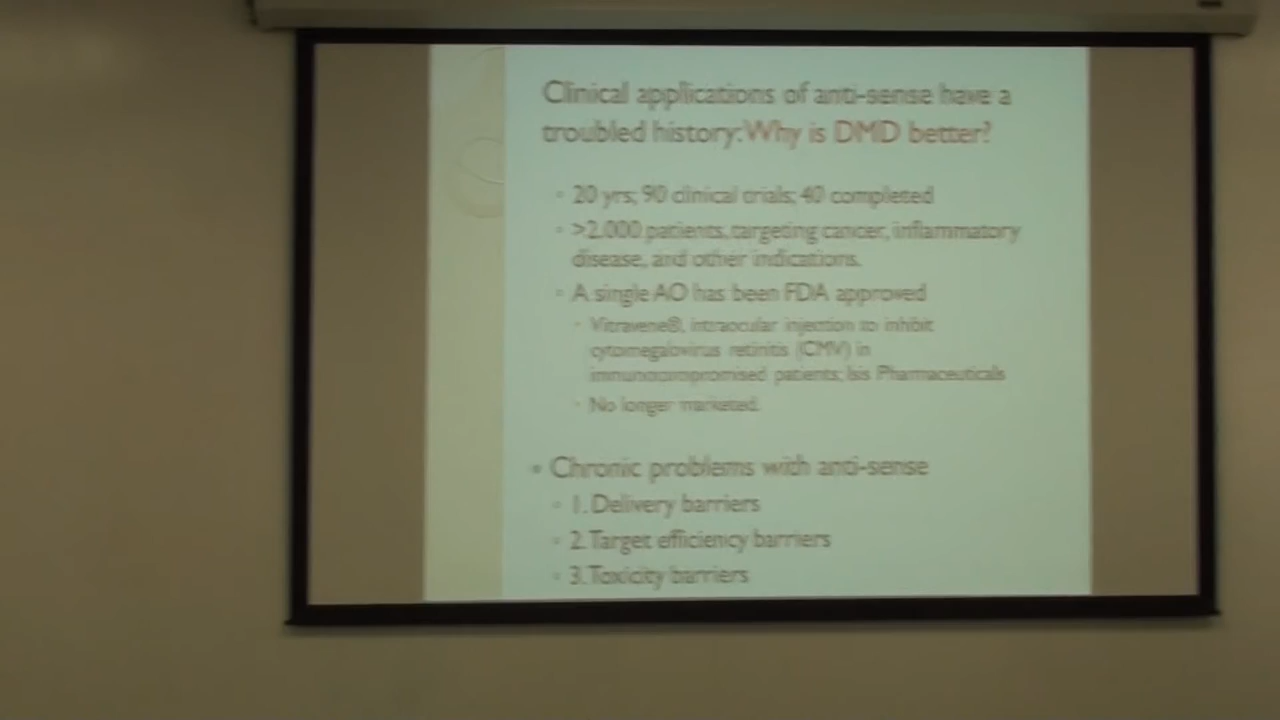 Clinical applications of anti-sense have a
troubled history: Why is DMD better?
20 yrs; 90 clinical trials; 40 completed
>2,000 patients, targeting cancer, inflammatory
disease, and other indications.
A single AO has been FDA approved
Vitravene®, intraocular injection to inhibit
cytomegalovirus retinitis (CMV) in
immunocompromised patients; Isis Pharmaceuticals
No longer marketed.
Chronic problems with anti-sense
1. Delivery barriers
2. Target efficiency barriers
3. Toxicity barriers